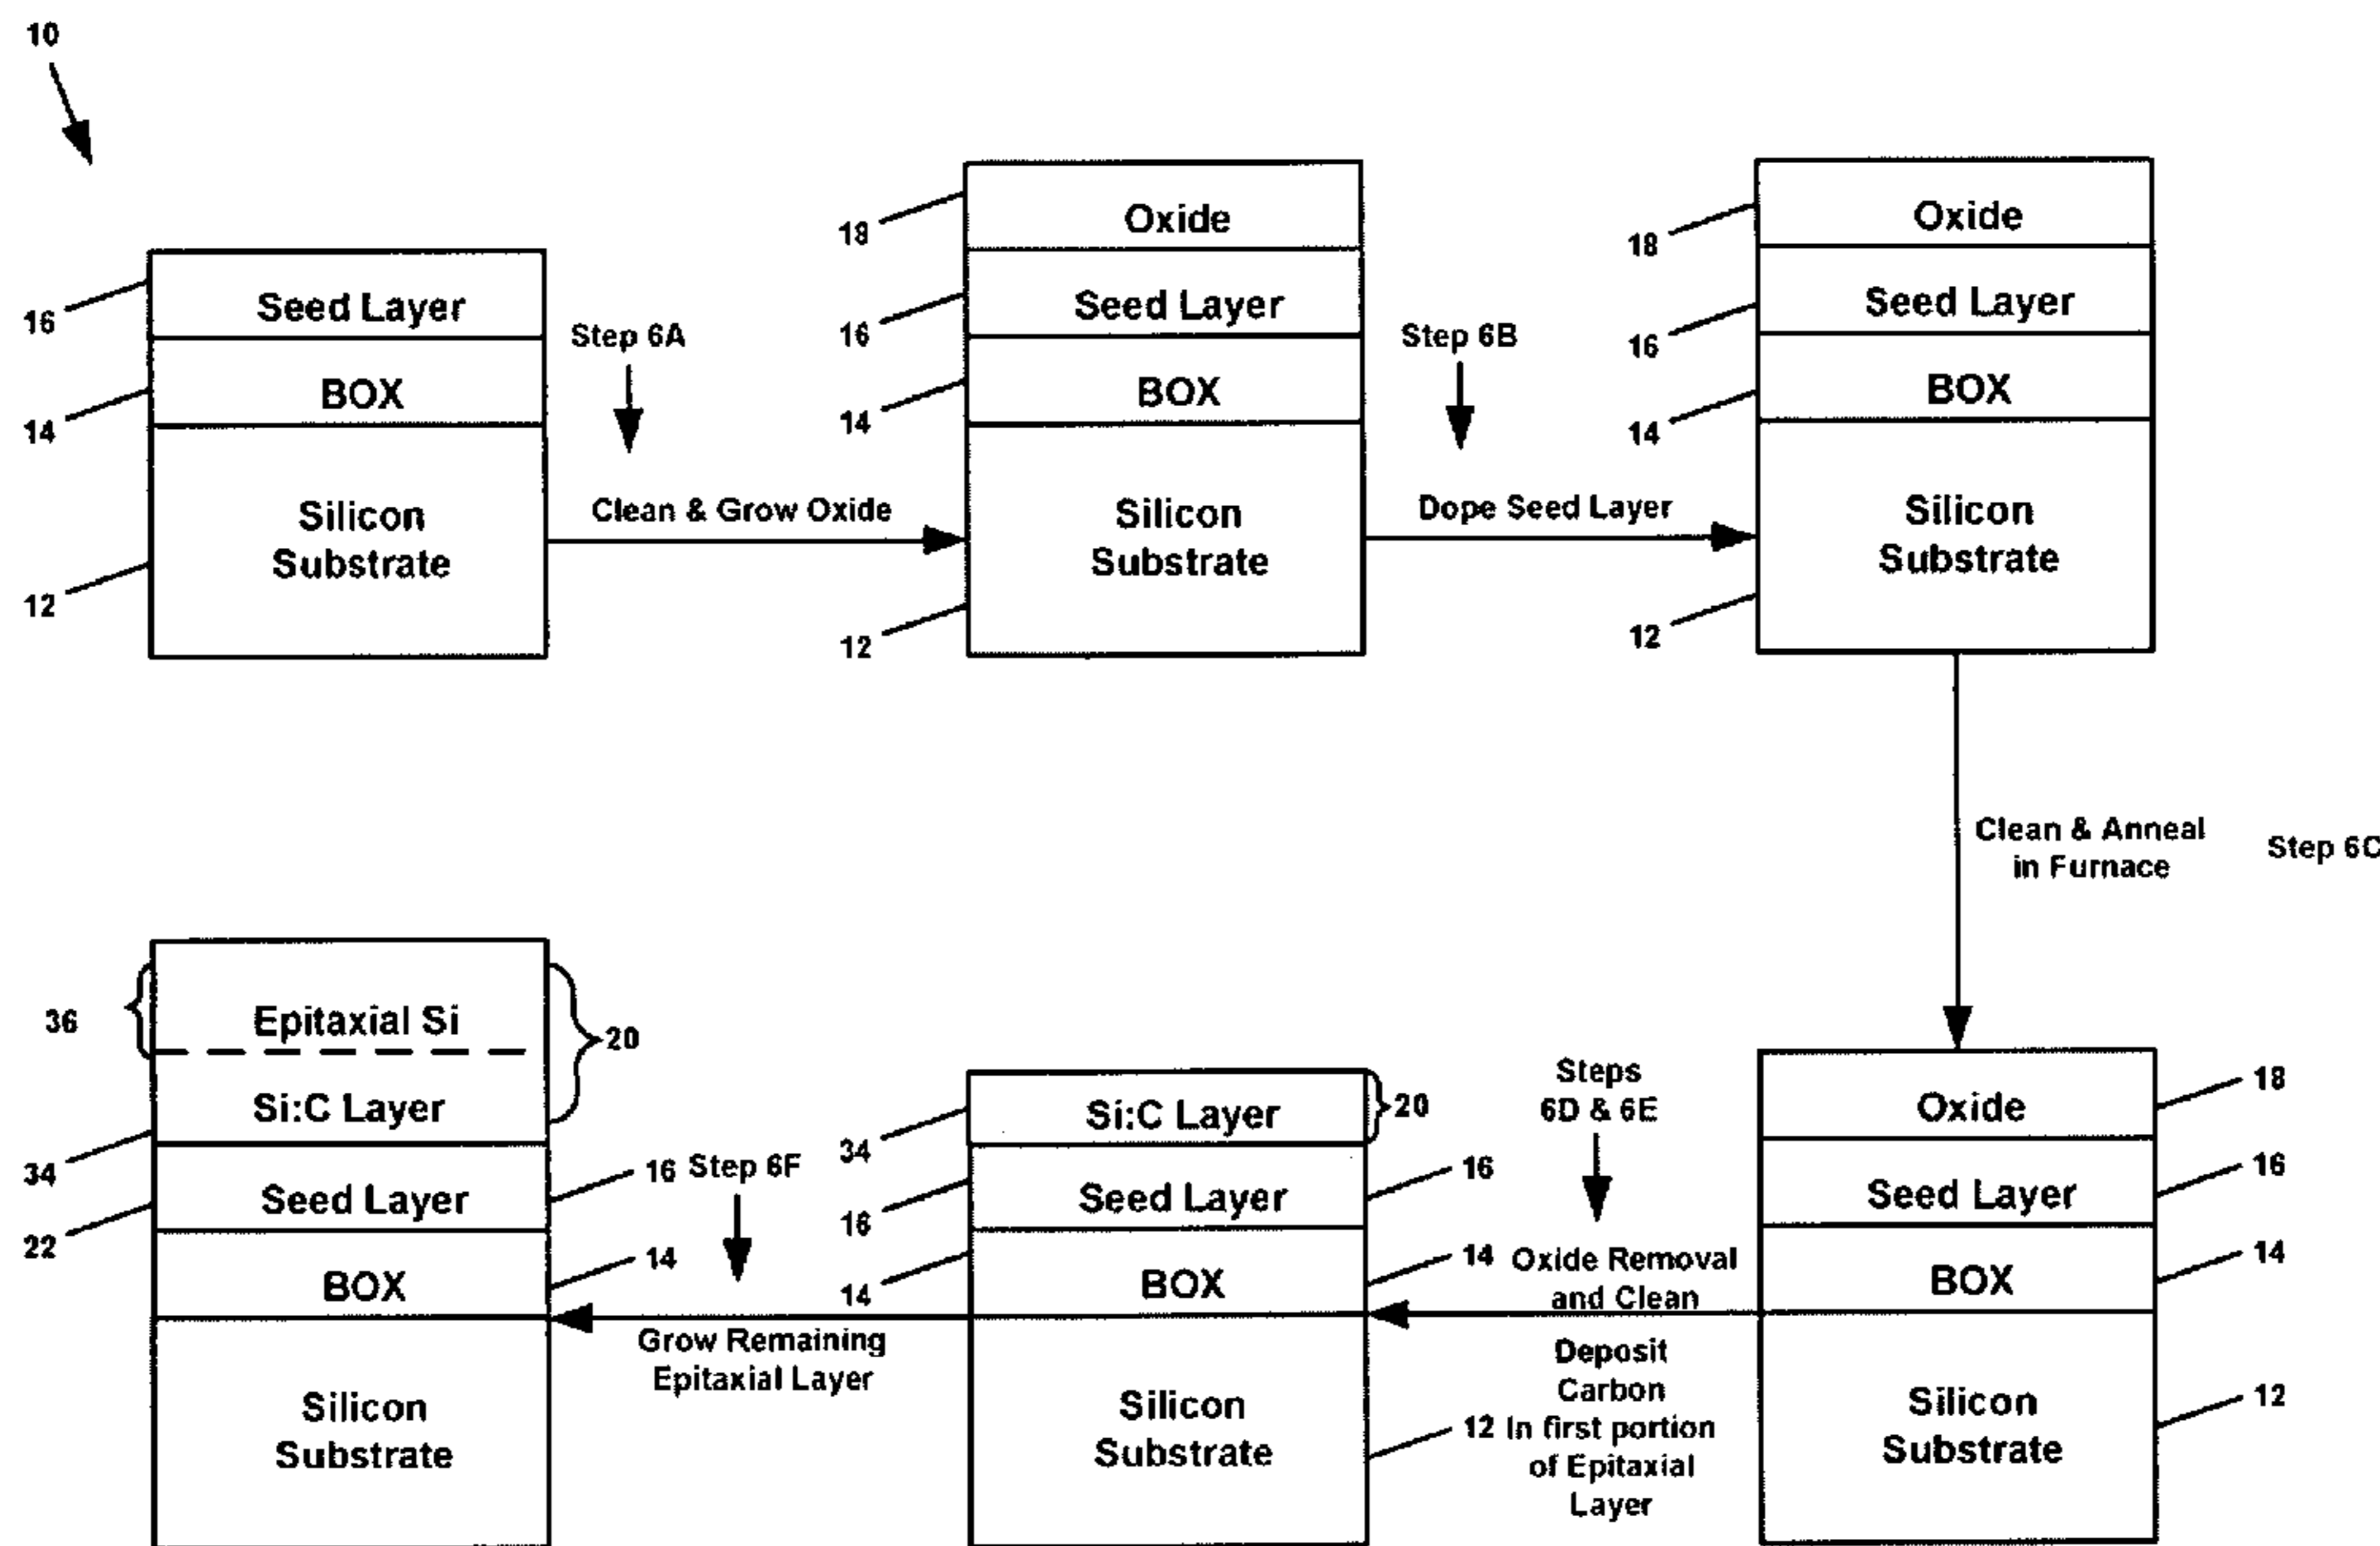 10
Oxide
18
Seed Layer
16
BOX
14
Silicon
Substrate
12
Step 6A
Clean & Grow Oxide
Oxide
18
Seed Layer
16
BOX
14
Silicon
Substrate
12
Step 6B
Dope Seed Layer
Seed Layer
16
BOX
14
Silicon
Substrate
12
Clean & Anneal
in Furnace
Step 6C
Oxide
18
Seed Layer
16
BOX
14
Silicon
Substrate
12
Steps
6D & 6E
Oxide Removal
and Clean
Deposit
Carbon
In first portion
of Epitaxial
Layer
Si:C Layer
20
34
Seed Layer
16
16
BOX
14
14
Silicon
Substrate
12
Step 6F
Grow Remaining
Epitaxial Layer
36
Epitaxial Si
20
Si:C Layer
34
Seed Layer
16
22
BOX
14
Silicon
Substrate